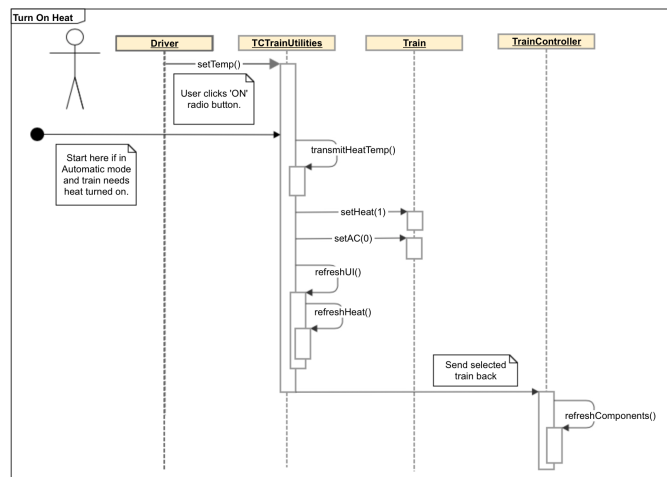 Turn On Heat
Driver
TCTrainUtilities
Train
TrainController
setTemp()
User clicks 'ON'
radio button.
Start here if in
Automatic mode
and train needs
heat turned on.
transmitHeatTemp()
setHeat(1)
setAC(0)
refreshUI()
refreshHeat()
Send selected
train back
refreshComponents()